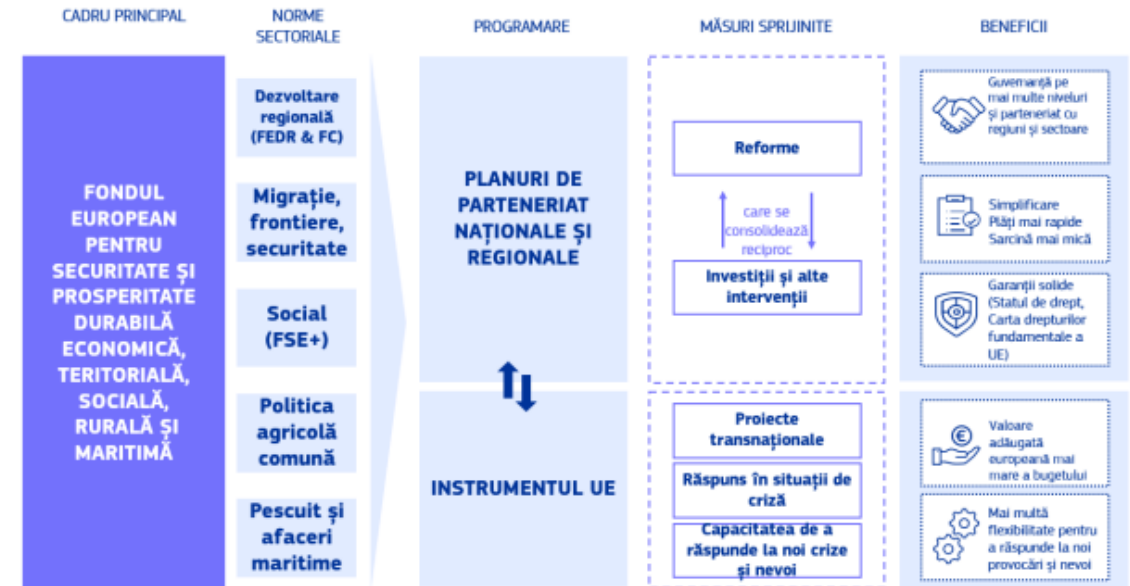 CADRU PRINCIPAL
NORME
SECTORIALE
PROGRAMARE
MĂSURI SPRIJINITE
BENEFICII
FONDUL
EUROPEAN
PENTRU
SECURITATE ȘI
PROSPERITATE
DURABILĂ
ECONOMICĂ,
TERITORIALĂ,
SOCIALĂ,
RURALĂ ȘI
MARITIMĂ
Dezvoltare
regională
(FEDR & FC)
Migrație,
frontiere,
securitate
Social
(FSE+)
Politica
agricolă
comună
Pescuit și
afaceri
maritime
PLANURI DE
PARTENERIAT
NAȚIONALE ȘI
REGIONALE
INSTRUMENTUL UE
Reforme
care se
consolidează
reciproc
Investiții și alte
intervenții
Proiecte
transnaționale
Răspuns în situații de
criză
Capacitatea de a
răspunde la noi crize
și nevoi
Guvernanță pe
mai multe niveluri
și parteneriat cu
regiuni și sectoare
Simplificare
Plăți mai rapide
Sarcină mai mică
Garanții solide
(Statul de drept,
Carta drepturilor
fundamentale a
UE)
Valoare
adăugată
europeană mai
mare a bugetului
Mai multă
flexibilitate pentru
a răspunde la noi
provocări și nevoi